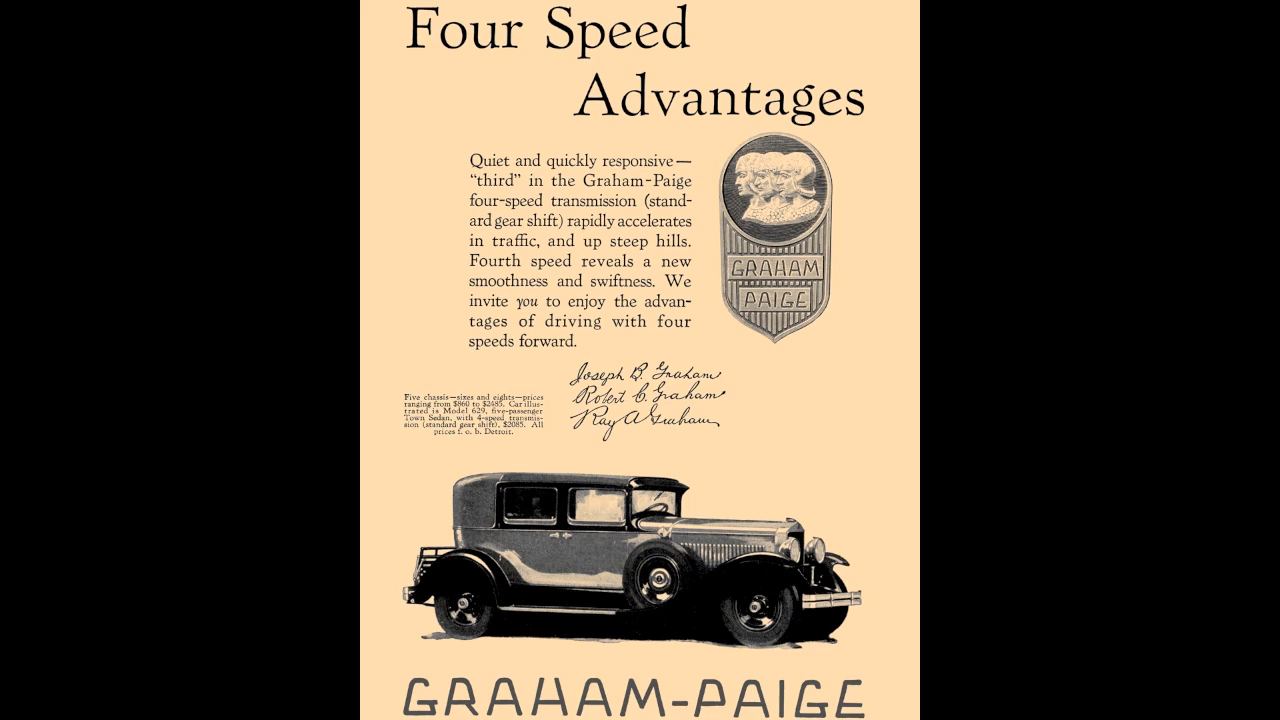 Four Speed
Advantages
Quiet and quickly responsive—
"third" in the Graham-Paige
four-speed transmission (stand-
ard gear shift) rapidly accelerates
in traffic, and up steep hills.
Fourth speed reveals a new
smoothness and swiftness. We
invite you to enjoy the advan-
tages of driving with four
speeds forward.
GRAHAM
PAIGE
Joseph B. Graham
Robert C. Graham
Ray A Graham
Five chassis—sixes and eights—prices
ranging from $860 to $2485. Car illus-
trated is Model 629, five-passenger
Town Sedan, with 4-speed transmis-
sion (standard gear shift), $2085. All
prices f. o. b. Detroit.
GRAHAM-PAIGE